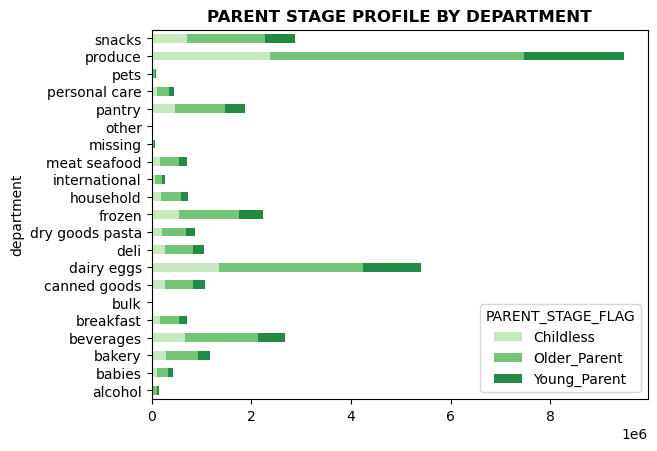 PARENT STAGE PROFILE BY DEPARTMENT
snacks
produce
pets
personal care
pantry
other
missing
meat seafood
international
household
frozen
dry goods pasta
deli
dairy eggs
canned goods
bulk
breakfast
beverages
bakery
babies
alcohol
department
PARENT_STAGE_FLAG
Childless
Older_Parent
Young_Parent
0 2 4 6 8
1e6